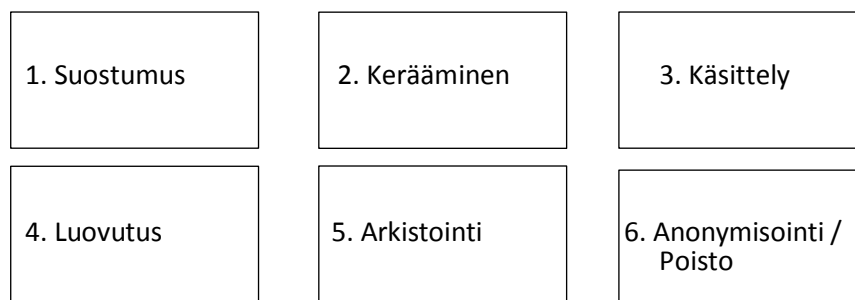 1. Suostumus
2. Kerääminen
3. Käsittely
4. Luovutus
5. Arkistointi
6. Anonymisointi /
Poisto